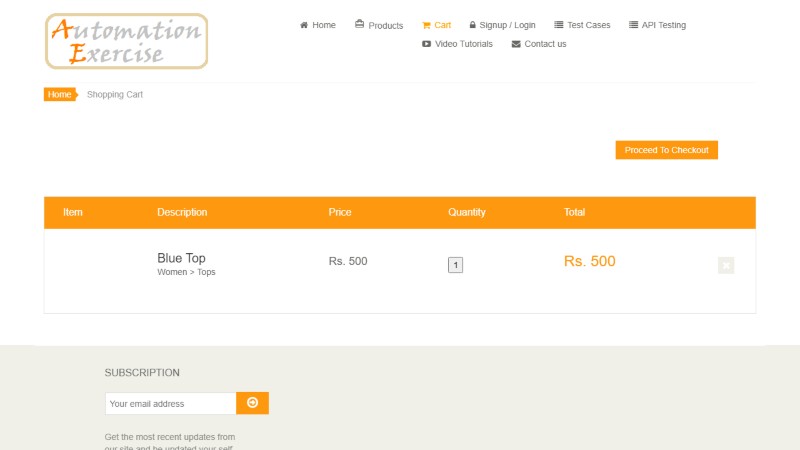 Automation
Exercise
Home Products Cart Signup / Login Test Cases API Testing
Video Tutorials Contact us
Home Shopping Cart
Proceed To Checkout
Item Description Price Quantity Total
Blue Top Rs. 500 1 Rs. 500
Women > Tops
SUBSCRIPTION
Your email address
Get the most recent updates from
our site and be updated your self